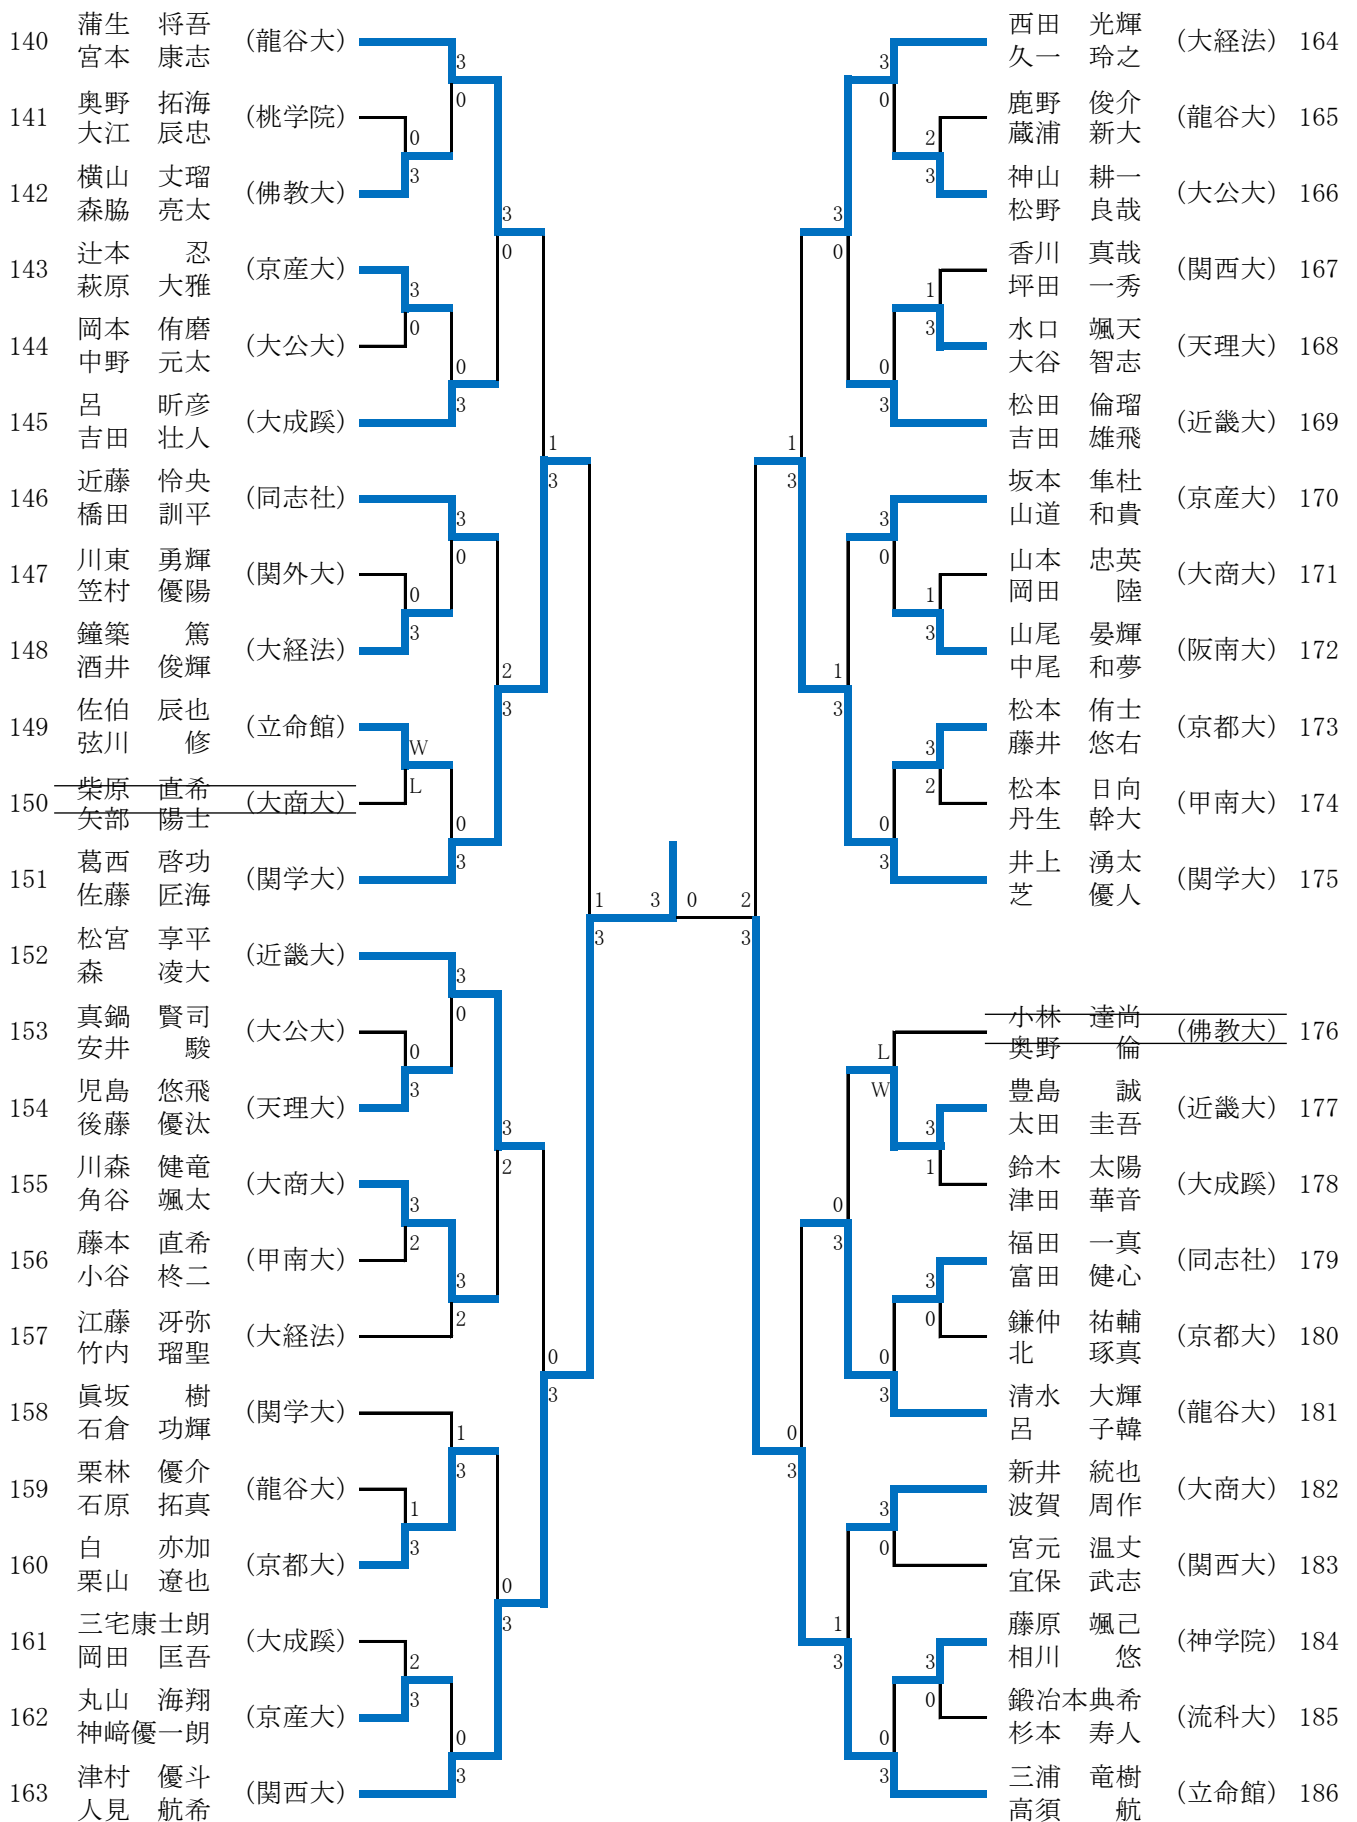 140 蒲生 将吾 (龍谷大)
宮本 康志
141 奥野 拓海 (桃学院)
大江 辰忠
142 横山 丈瑠 (佛教大)
森脇 亮太
143 辻本 忍 (京産大)
萩原 大雅
144 岡本 侑磨 (大公大)
中野 元太
145 呂 昕彦 (大成蹊)
吉田 壮人
146 近藤 怜央 (同志社)
橋田 訓平
147 川東 勇輝 (関外大)
笠村 優陽
148 鐘築 篤 (大経法)
酒井 俊輝
149 佐伯 辰也 (立命館)
弦川 修
150 柴原 直希 (大商大)
矢部 陽士
151 葛西 啓功 (関学大)
佐藤 匠海
152 松宮 享平 (近畿大)
森 凌大
153 真鍋 賢司 (大公大)
安井 駿
154 児島 悠飛 (天理大)
後藤 優汰
155 川森 健竜 (大商大)
角谷 颯太
156 藤本 直希 (甲南大)
小谷 柊二
157 江藤 冴弥 (大経法)
竹内 瑠聖
158 眞坂 樹 (関学大)
石倉 功輝
159 栗林 優介 (龍谷大)
石原 拓真
160 白 亦加 (京都大)
栗山 遼也
161 三宅康士朗 (大成蹊)
岡田 匡吾
162 丸山 海翔 (京産大)
神﨑優一朗
163 津村 優斗 (関西大)
人見 航希
3
0
0
3
3
0
3
0
0
3
1
3
3
0
0
3
2
3
W
L
0
3
1
3
3
0
0
3
3
2
3
2
3
2
0
3
1
3
1
3
0
3
2
3
0
3
3 0
西田 光輝 (大経法) 164
久一 玲之
鹿野 俊介 (龍谷大) 165
蔵浦 新大
神山 耕一 (大公大) 166
松野 良哉
香川 真哉 (関西大) 167
坪田 一秀
水口 颯天 (天理大) 168
大谷 智志
松田 倫瑠 (近畿大) 169
吉田 雄飛
坂本 隼杜 (京産大) 170
山道 和貴
山本 忠英 (大商大) 171
岡田 陸
山尾 晏輝 (阪南大) 172
中尾 和夢
松本 侑士 (京都大) 173
藤井 悠右
松本 日向 (甲南大) 174
丹生 幹大
井上 湧太 (関学大) 175
芝 優人
小林 達尚 (佛教大) 176
奥野 倫
豊島 誠 (近畿大) 177
太田 圭吾
鈴木 太陽 (大成蹊) 178
津田 華音
福田 一真 (同志社) 179
富田 健心
鎌仲 祐輔 (京都大) 180
北 琢真
清水 大輝 (龍谷大) 181
呂 子韓
新井 統也 (大商大) 182
波賀 周作
宮元 温丈 (関西大) 183
宜保 武志
藤原 颯己 (神学院) 184
相川 悠
鍛冶本典希 (流科大) 185
杉本 寿人
三浦 竜樹 (立命館) 186
高須 航
3
0
2
3
3
0
1
3
0
3
1
3
3
0
1
3
1
3
3
2
0
3
2
3
L
W
3
1
0
3
3
0
0
3
0
3
3
0
1
3
3
0
0
3